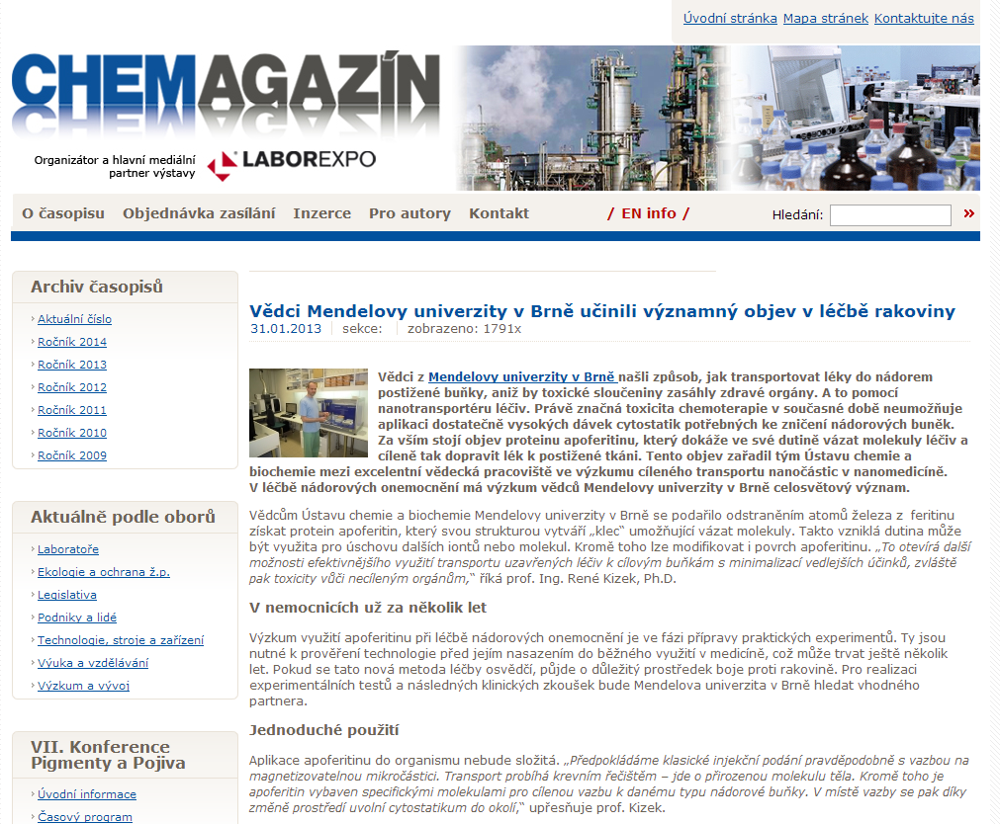 Úvodní stránka Mapa stránek Kontaktujte nás
CHEMAGAZÍN
Organizátor a hlavní mediální
partner výstavy
LABOREXPO
O časopisu Objednávka zasílání Inzerce Pro autory Kontakt / EN info / Hledání: »
Archiv časopisů
Aktuální číslo
Ročník 2014
Ročník 2013
Ročník 2012
Ročník 2011
Ročník 2010
Ročník 2009
Aktuálně podle oborů
Laboratoře
Ekologie a ochrana ž.p.
Legislativa
Podniky a lidé
Technologie, stroje a zařízení
Výuka a vzdělávání
Výzkum a vývoj
VII. Konference
Pigmenty a Pojiva
Úvodní informace
Časový program
Vědci Mendelovy univerzity v Brně učinili významný objev v léčbě rakoviny
31.01.2013 sekce: zobrazeno: 1791x
Vědci z Mendelovy univerzity v Brně našli způsob, jak transportovat léky do nádorem
postižené buňky, aniž by toxické sloučeniny zasáhly zdravé orgány. A to pomocí
nanotransportéru léčiv. Právě značná toxicita chemoterapie v současné době neumožňuje
aplikaci dostatečně vysokých dávek cytostatik potřebných ke zničení nádorových buněk.
Za vším stojí objev proteinu apoferitinu, který dokáže ve své dutině vázat molekuly léčiv a
cíleně tak dopravit lék k postižené tkáni. Tento objev zařadil tým Ústavu chemie a
biochemie mezi excelentní vědecká pracoviště ve výzkumu cíleného transportu nanočástic v nanomedicíně.
V léčbě nádorových onemocnění má výzkum vědců Mendelovy univerzity v Brně celosvětový význam.
Vědcům Ústavu chemie a biochemie Mendelovy univerzity v Brně se podařilo odstraněním atomů železa z feritinu
získat protein apoferitin, který svou strukturou vytváří „klec“ umožňující vázat molekuly. Takto vzniklá dutina může
být využita pro úschovu dalších iontů nebo molekul. Kromě toho lze modifikovat i povrch apoferitinu. „To otevírá další
možnosti efektivnějšího využití transportu uzavřených léčiv k cílovým buňkám s minimalizací vedlejších účinků, zvláště
pak toxicity vůči necíleným orgánům,“ říká prof. Ing. René Kizek, Ph.D.
V nemocnicích už za několik let
Výzkum využití apoferitinu při léčbě nádorových onemocnění je ve fázi přípravy praktických experimentů. Ty jsou
nutné k prověření technologie před jejím nasazením do běžného využití v medicíně, což může trvat ještě několik
let. Pokud se tato nová metoda léčby osvědčí, půjde o důležitý prostředek boje proti rakovině. Pro realizaci
experimentálních testů a následných klinických zkoušek bude Mendelova univerzita v Brně hledat vhodného
partnera.
Jednoduché použití
Aplikace apoferitinu do organismu nebude složitá. „Předpokládáme klasické injekční podání pravděpodobně s vazbou na
magnetizovatelnou mikročástici. Transport probíhá krevním řečištěm – jde o přirozenou molekulu těla. Kromě toho je
apoferitin vybaven specifickými molekulami pro cílenou vazbu k danému typu nádorové buňky. V místě vazby se pak díky
změně prostředí uvolní cytostatikum do okolí,“ upřesňuje prof. Kizek.